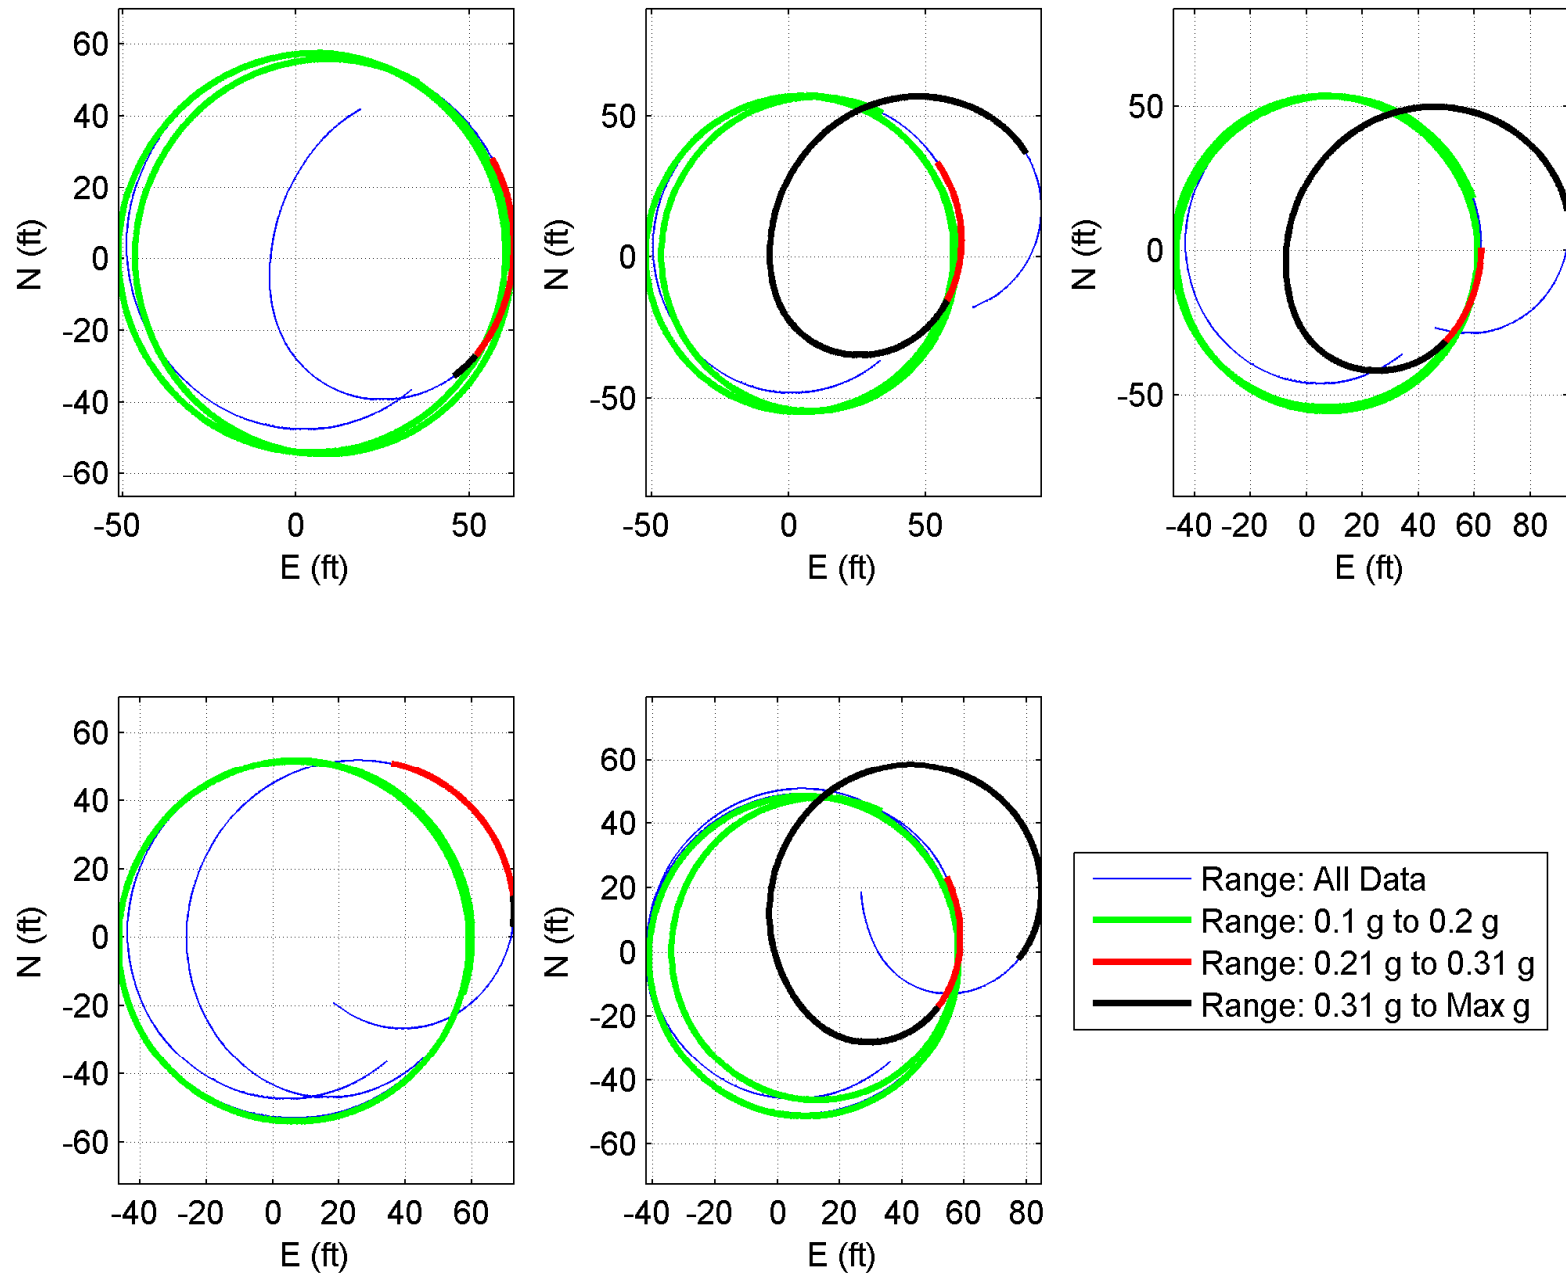 60
40
20
0
-20
-40
-60
N (ft)
-50 0 50
E (ft)
50
0
-50
N (ft)
-50 0 50
E (ft)
50
0
-50
N (ft)
-40 -20 0 20 40 60 80
E (ft)
60
40
20
0
-20
-40
-60
N (ft)
-40 -20 0 20 40 60
E (ft)
60
40
20
0
-20
-40
-60
N (ft)
-40 -20 0 20 40 60 80
E (ft)
Range: All Data
Range: 0.1 g to 0.2 g
Range: 0.21 g to 0.31 g
Range: 0.31 g to Max g